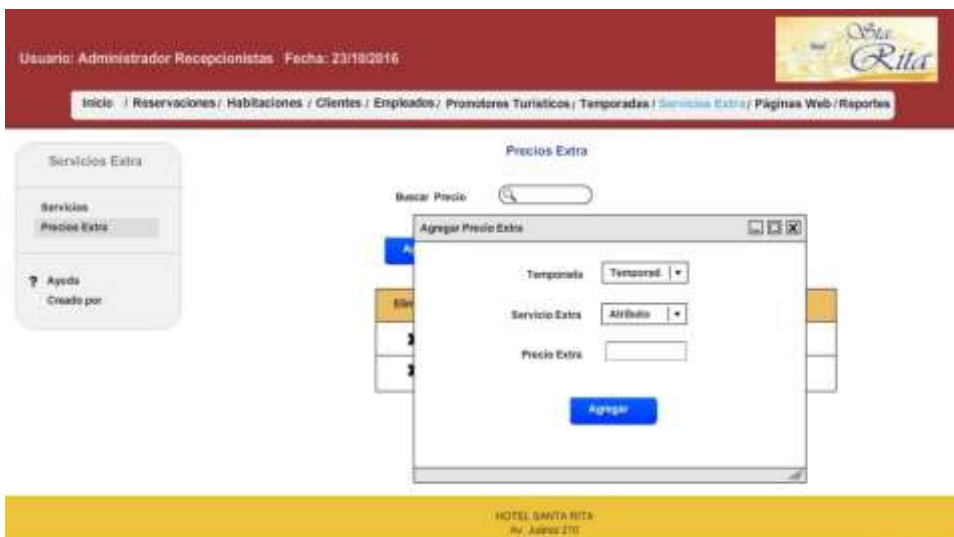 Sta
Rita
Usuario: Administrador Recepcionistas Fecha: 23/10/2016
Inicio / Reservaciones / Habitaciones / Clientes / Empleados / Promotores Turísticos / Temporadas / Servicios Extra / Páginas Web / Reportes
Servicios Extra
Servicios
Precios Extra
? Ayuda
Creado por
Precios Extra
Buscar Precio
Agregar Precio Extra
Temporada Temporad
Servicio Extra Atributo
Precio Extra
Agregar
HOTEL SANTA RITA
Av. Juárez 210